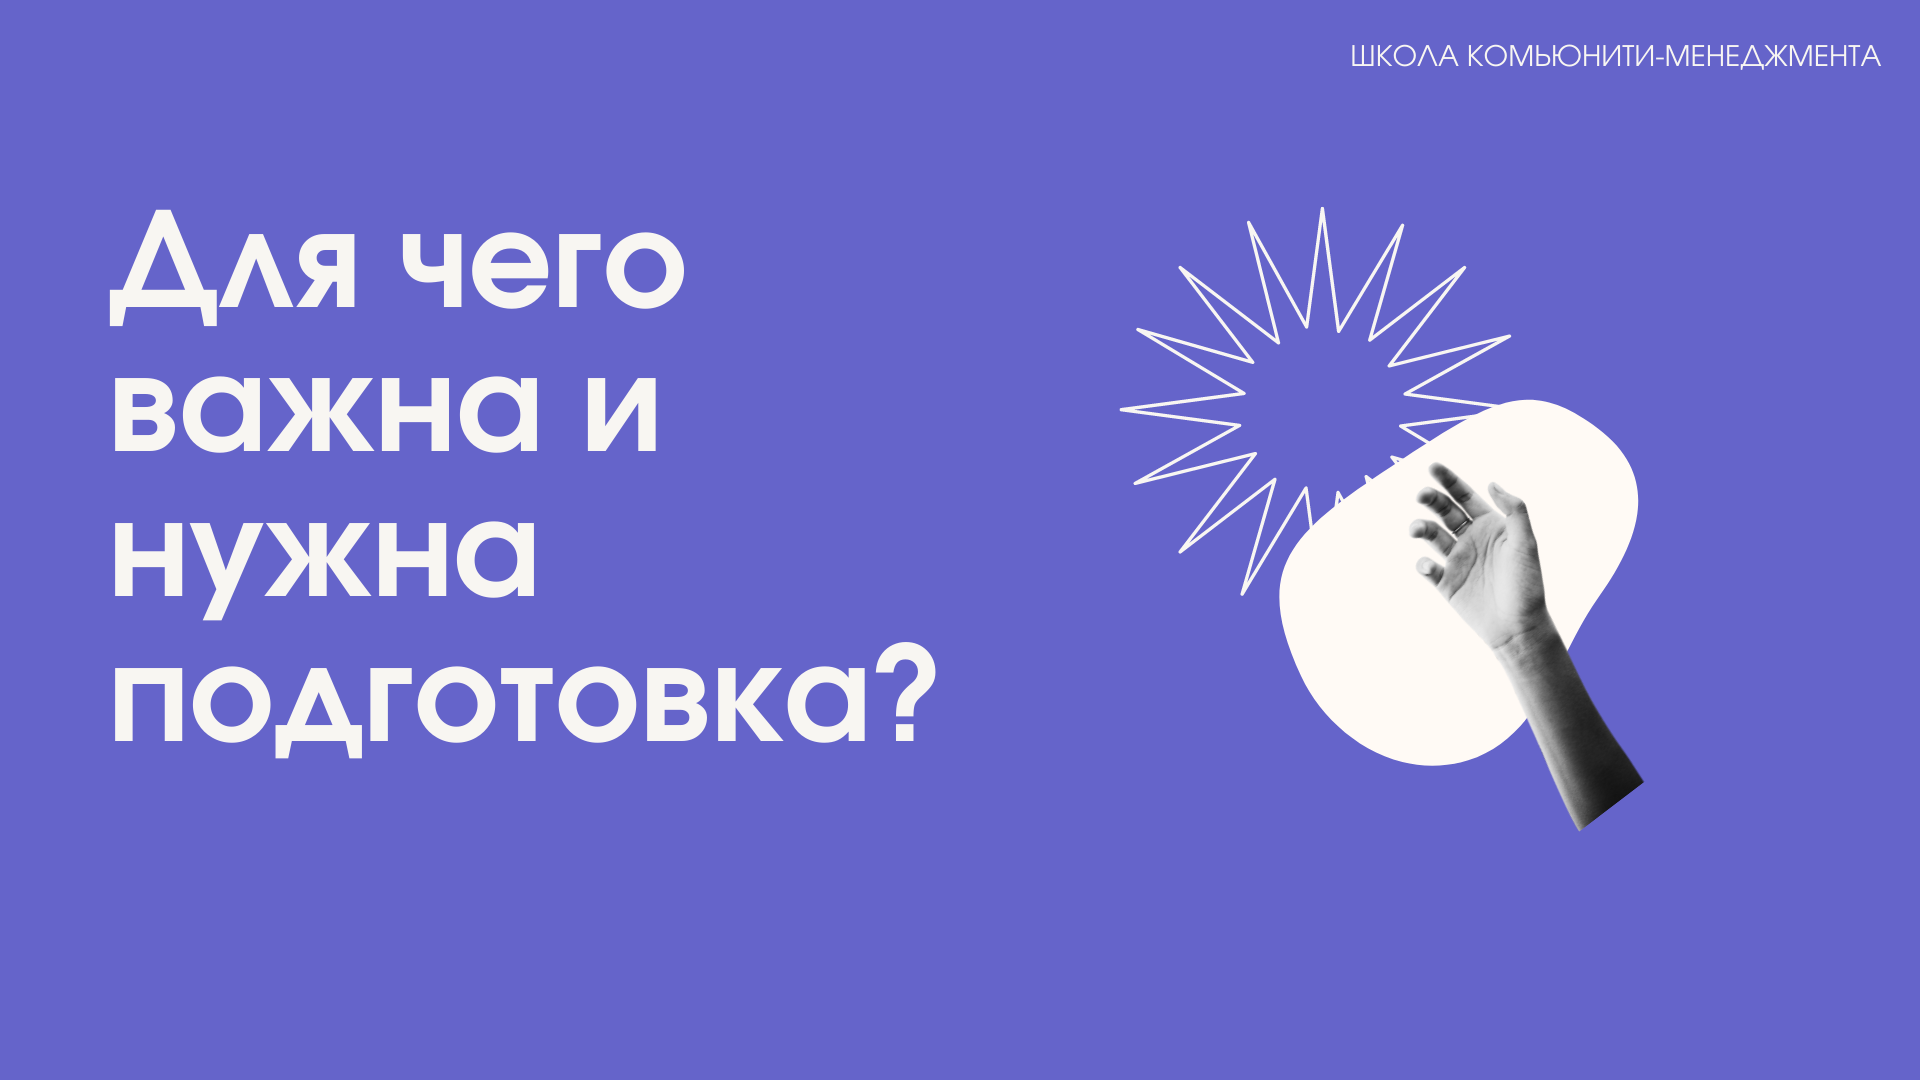 ШКОЛА КОМЬЮНИТИ-МЕНЕДЖМЕНТА
Для чего
важна и
нужна
подготовка?